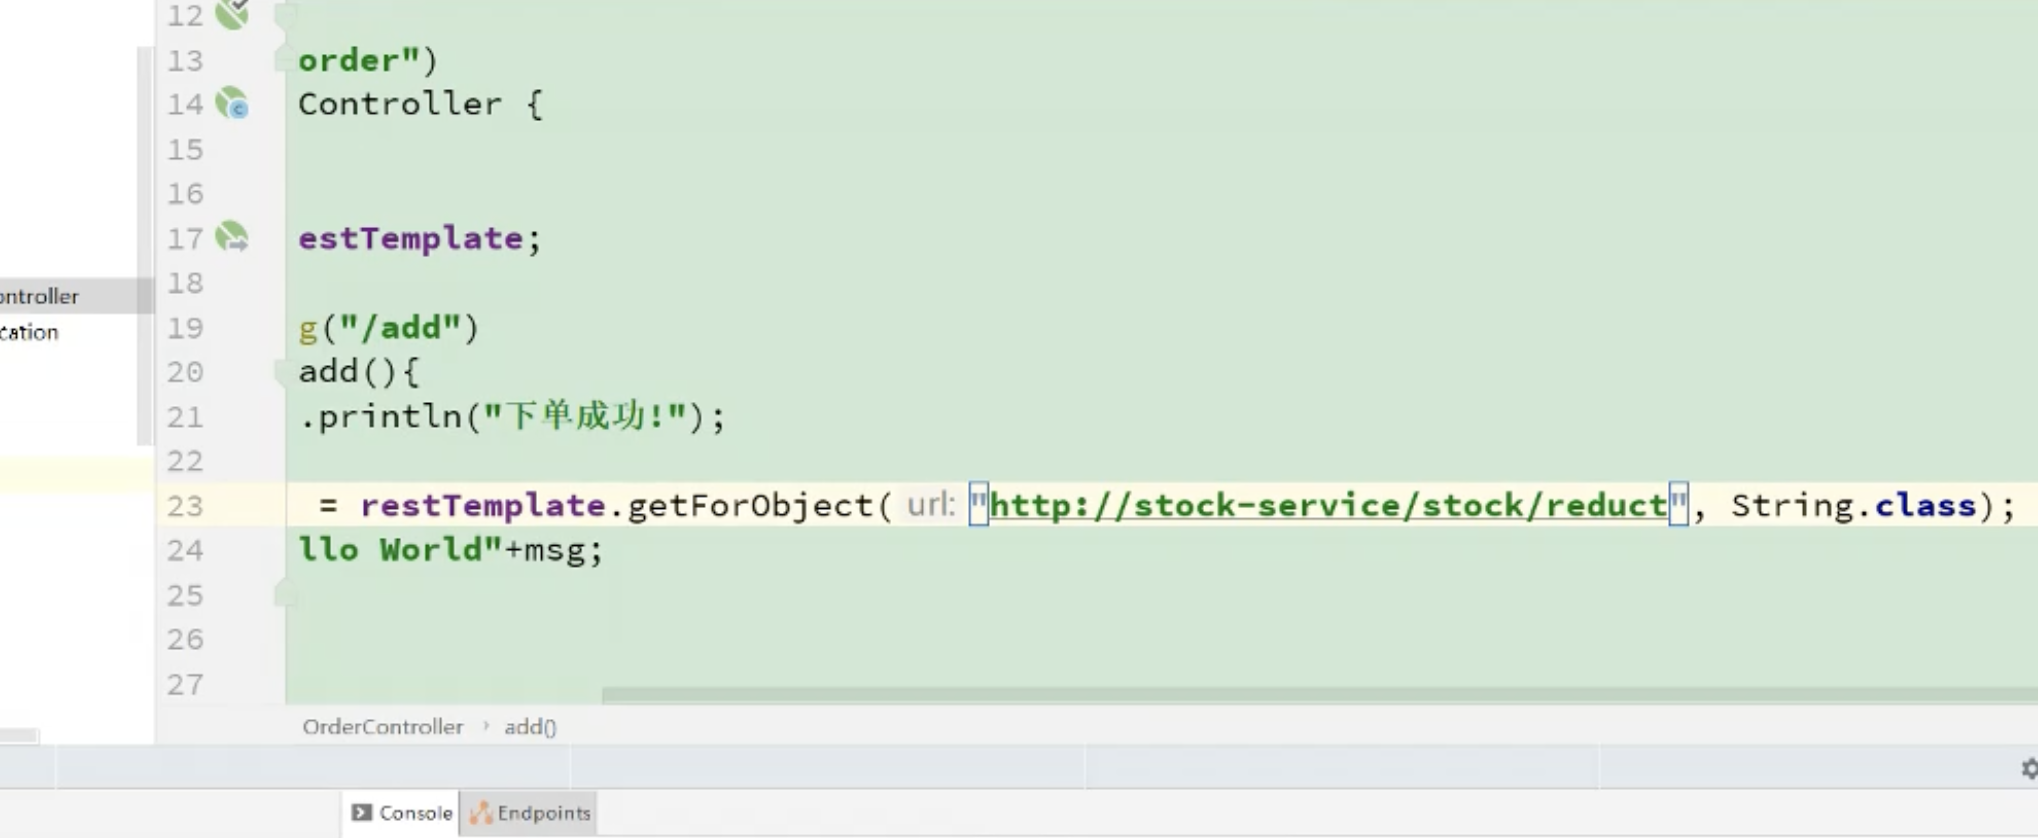 12
13 order")
14 Controller {
15
16
17 estTemplate;
18
ontroller
19 g("/add")
cation
20 add(){
21 .println("下单成功!");
22
23 = restTemplate.getForObject( url: "http://stock-service/stock/reduct", String.class);
24 llo World"+msg;
25
26
27
OrderController › add()
Console Endpoints